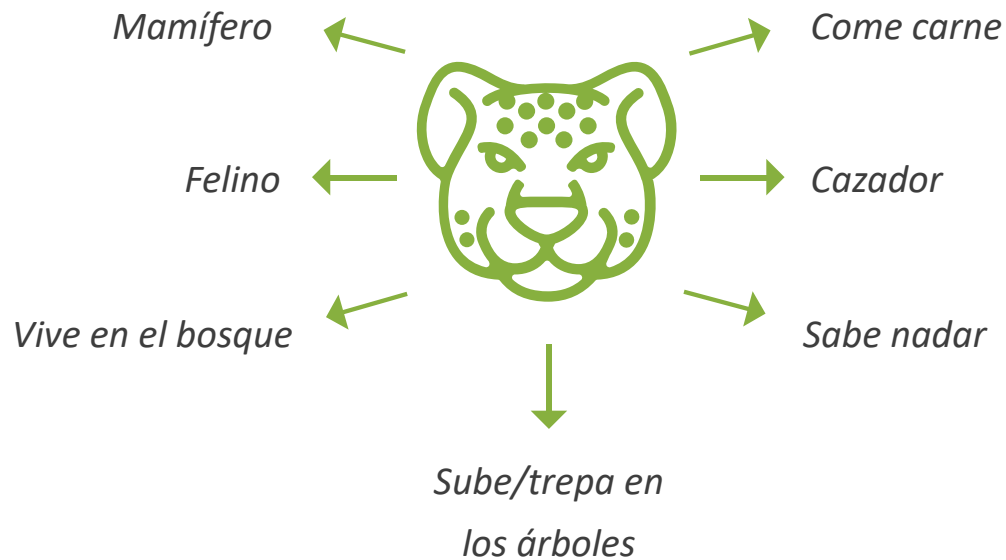 Mamífero
Come carne
Felino
Cazador
Vive en el bosque
Sabe nadar
Sube/trepa en
los árboles